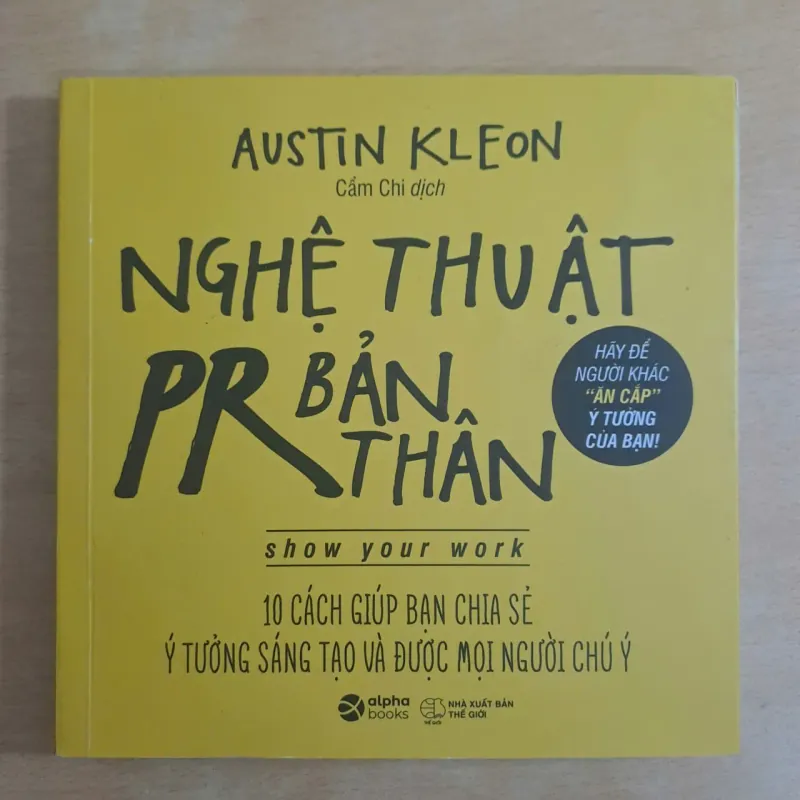 AUSTIN KLEON
Cẩm Chi dịch
NGHỆ THUẬT
PR BẢN
THÂN
HÃY ĐỂ
NGƯỜI KHÁC
“ĂN CẮP”
Ý TƯỞNG
CỦA BẠN!
show your work
10 CÁCH GIÚP BẠN CHIA SẺ
Ý TƯỞNG SÁNG TẠO VÀ ĐƯỢC MỌI NGƯỜI CHÚ Ý
alpha
books
THẾ GIỚI
NHÀ XUẤT BẢN
THẾ GIỚI